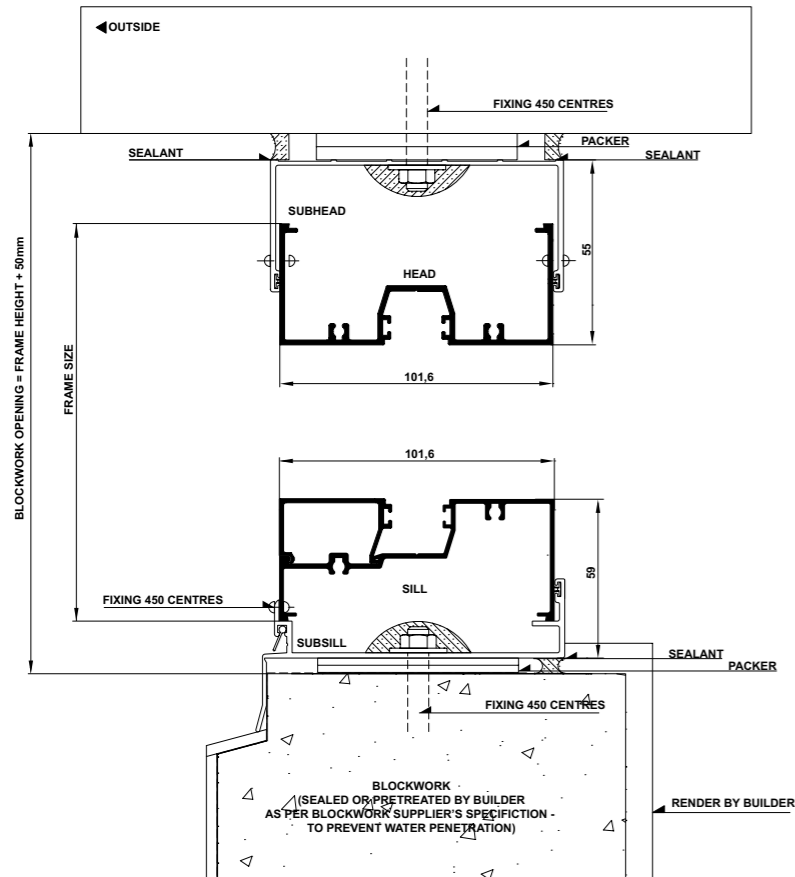 OUTSIDE
FIXING 450 CENTRES
PACKER
SEALANT
SEALANT
SUBHEAD
55
HEAD
BLOCKWORK OPENING = FRAME HEIGHT + 50mm
FRAME SIZE
101,6
101,6
59
SILL
FIXING 450 CENTRES
SUBSILL
SEALANT
PACKER
FIXING 450 CENTRES
BLOCKWORK
(SEALED OR PRETREATED BY BUILDER
AS PER BLOCKWORK SUPPLIER'S SPECIFICTION -
TO PREVENT WATER PENETRATION)
RENDER BY BUILDER